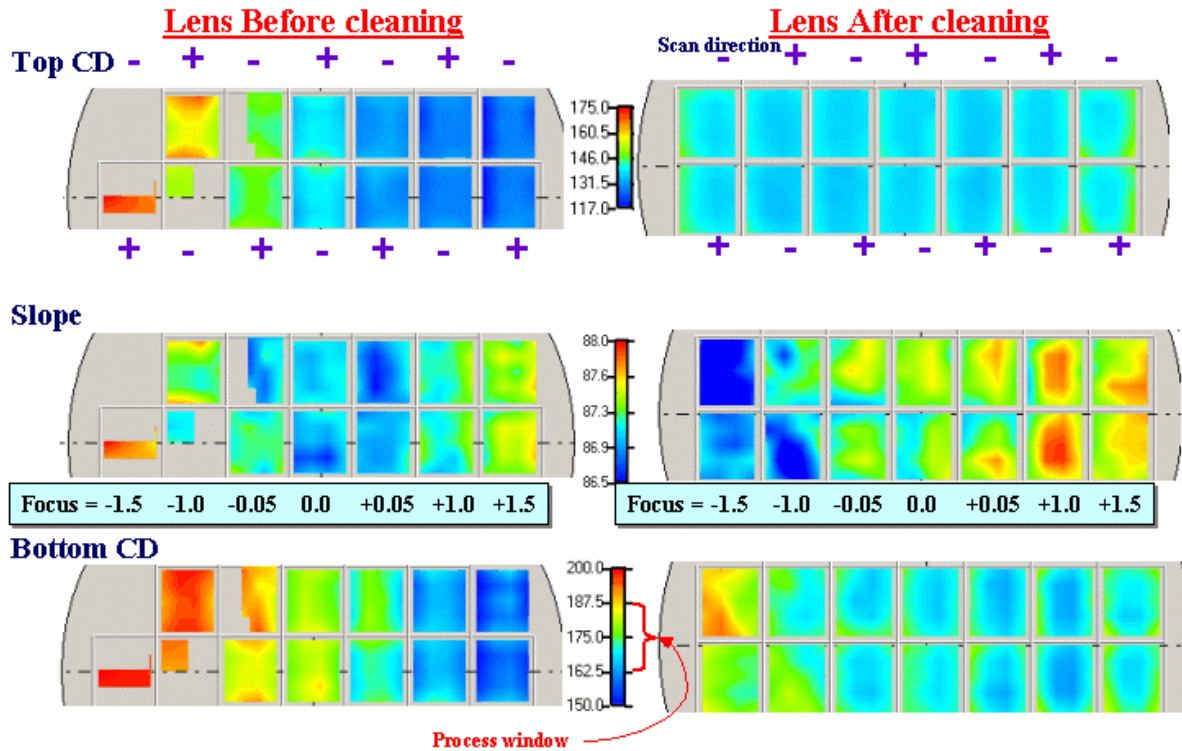 Lens Before cleaning
Lens After cleaning
Top CD - + - + - + -
Scan direction
- + - + - + -
175.0
160.5
146.0
131.5
117.0
+ - + - + - +
+ - + - + - +
Slope
88.0
87.6
87.3
86.9
86.5
Focus = -1.5 -1.0 -0.05 0.0 +0.05 +1.0 +1.5
Focus = -1.5 -1.0 -0.05 0.0 +0.05 +1.0 +1.5
Bottom CD
200.0
187.5
175.0
162.5
150.0
Process window